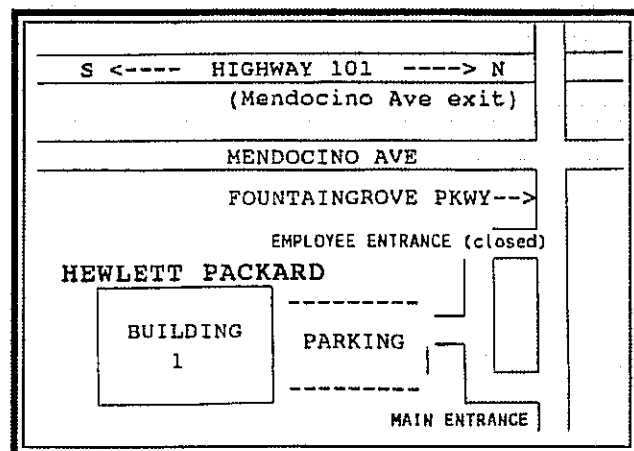 S <---- HIGHWAY 101 ----> N
(Mendocino Ave exit)
MENDOCINO AVE
FOUNTAINGROVE PKWY-->
EMPLOYEE ENTRANCE (closed)
HEWLETT PACKARD
BUILDING
1
PARKING
MAIN ENTRANCE